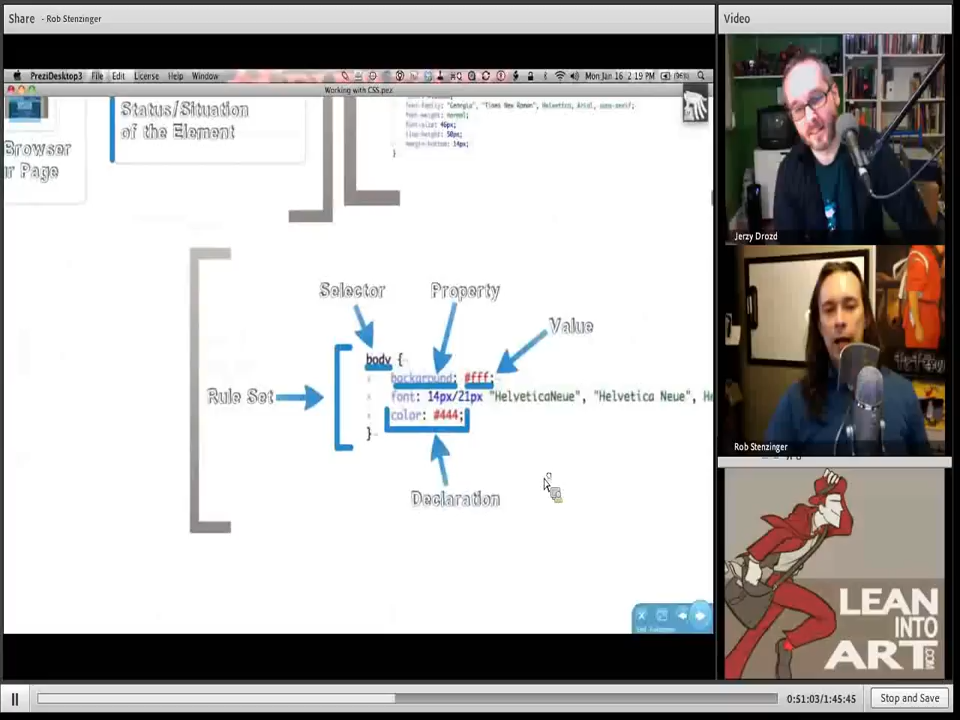 Share - Rob Stenzinger
Video
PreziDesktop3 File Edit License Help Window
Mon Jan 16 2:19 PM
Working with CSS.pez
Status/Situation
of the Element
Browser
r Page
font-family: "Georgia", "Times New Roman", Helvetica, Arial, sans-serif;
font-weight: normal;
font-size: 46px;
line-height: 50px;
margin-bottom: 14px;
}
Jerzy Drozd
Selector
Property
Value
Rule Set
body {
background: #fff;
font: 14px/21px "HelveticaNeue", "Helvetica Neue", He
color: #444;
}
Declaration
Rob Stenzinger
LEAN
INTO
ART
.COM
0:51:03/1:45:45
Stop and Save